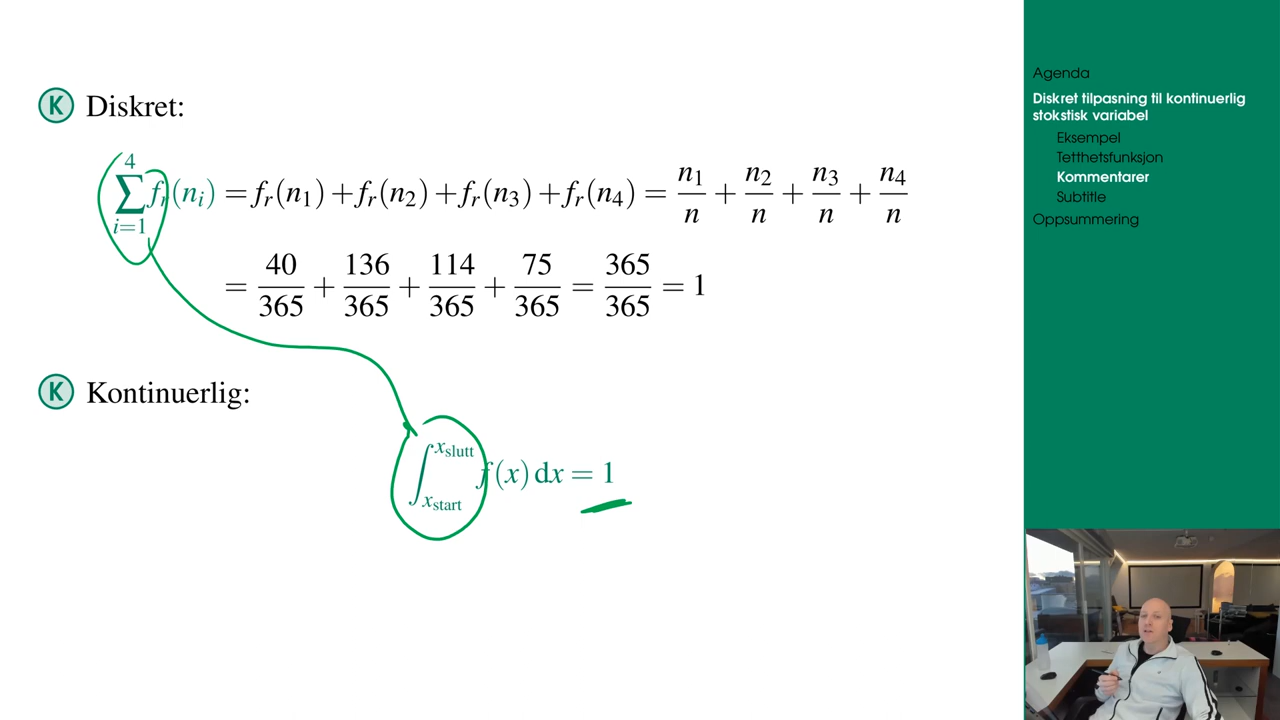 K Diskret:
∑_{i=1}^{4} f_r(n_i) = f_r(n_1) + f_r(n_2) + f_r(n_3) + f_r(n_4) = n_1/n + n_2/n + n_3/n + n_4/n
= 40/365 + 136/365 + 114/365 + 75/365 = 365/365 = 1
K Kontinuerlig:
∫_{x_start}^{x_slutt} f(x) dx = 1
Agenda
Diskret tilpasning til kontinuerlig
stokstisk variabel
Eksempel
Tetthetsfunksjon
Kommentarer
Subtitle
Oppsummering